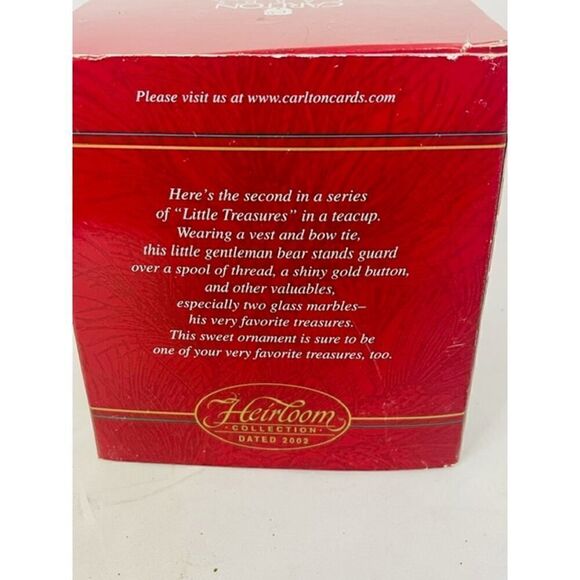 CARLTON
Please visit us at www.carltoncards.com
Here's the second in a series
of "Little Treasures" in a teacup.
Wearing a vest and bow tie,
this little gentleman bear stands guard
over a spool of thread, a shiny gold button,
and other valuables,
especially two glass marbles–
his very favorite treasures.
This sweet ornament is sure to be
one of your very favorite treasures, too.
Heirloom
·COLLECTION·
DATED 2002